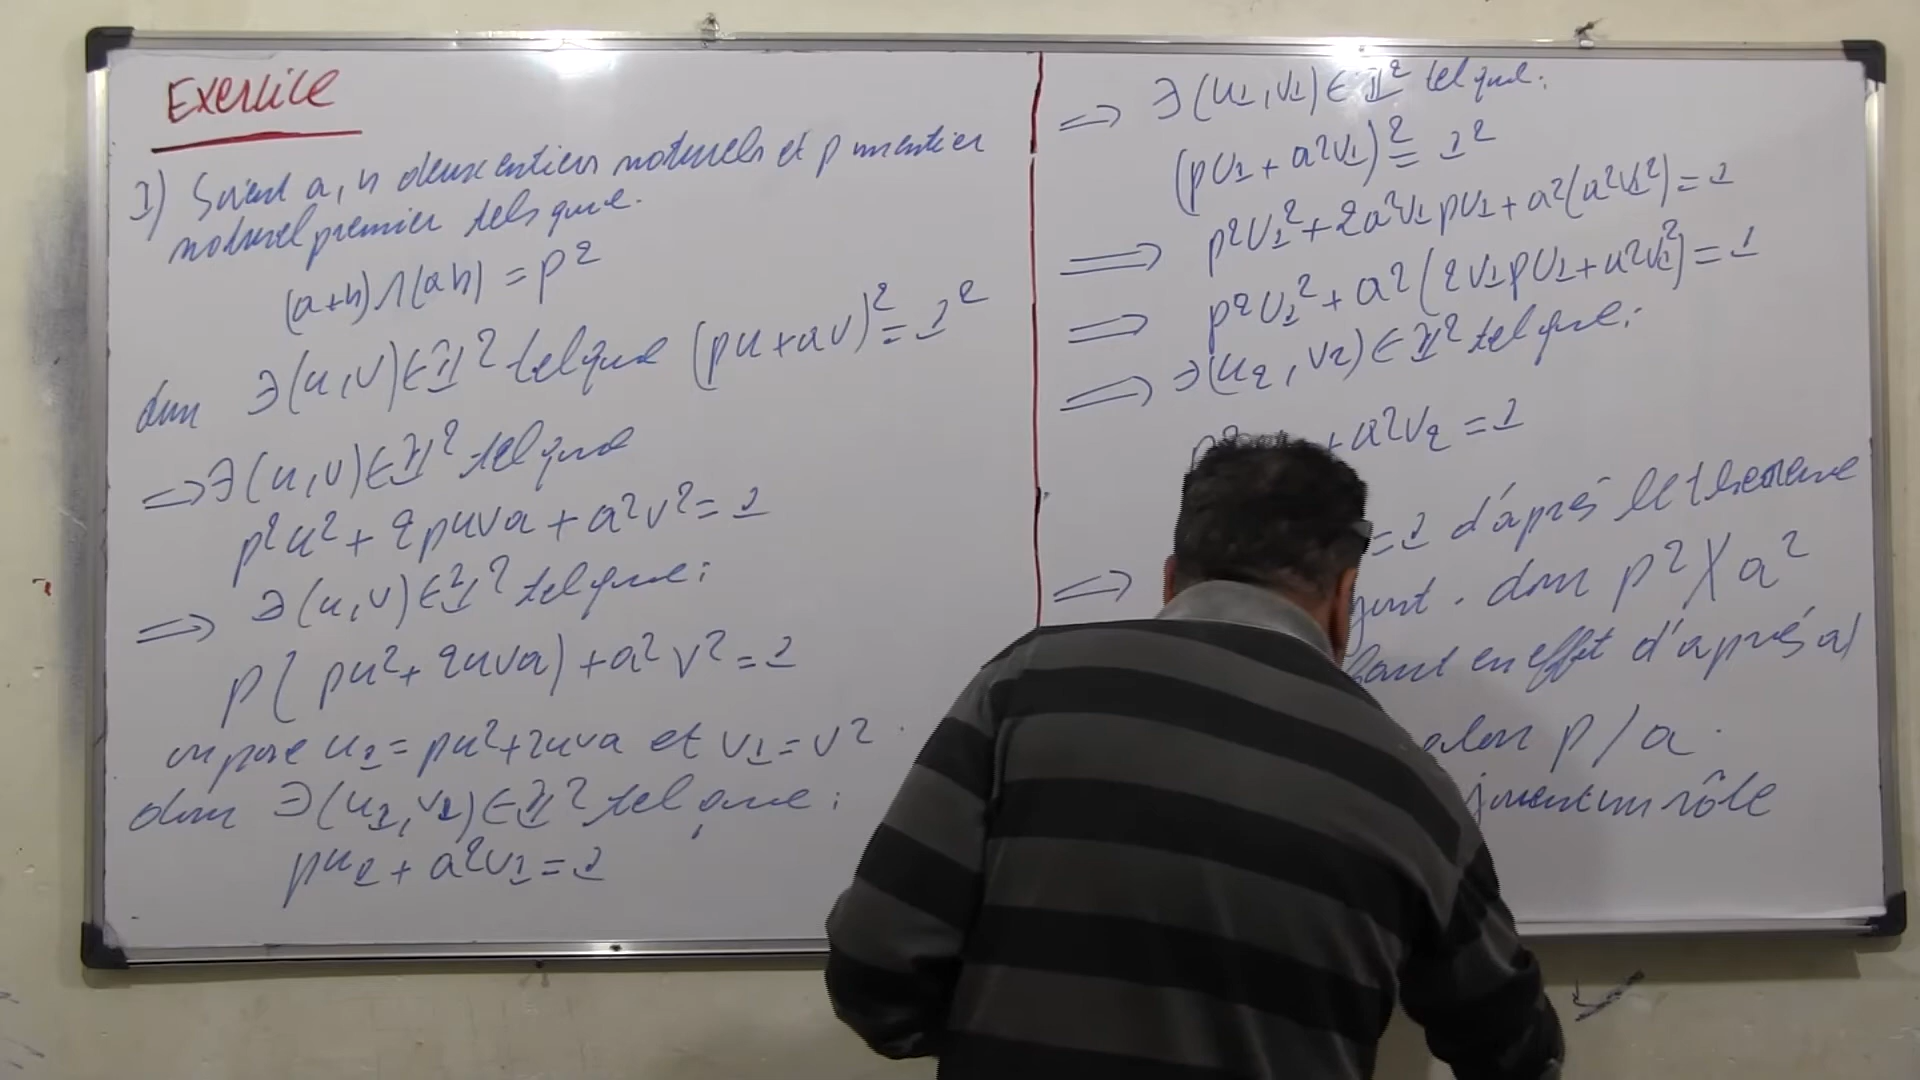 Exercice
1) Soient a, b deux entiers naturels et p un entier
naturel premier tels que.
(a+b)∧(ab) = p²
donc ∃(u,v)∈ℤ² tel que (pu+av)² = 1²
⇒ ∃(u,v)∈ℤ² tel que
p²u² + 2puva + a²v² = 1
⇒ ∃(u,v)∈ℤ² tel que:
p(pu²+2uva) + a²v² = 1
on pose u₁ = pu²+2uva et v₁ = v².
donc ∃(u₁,v₁)∈ℤ² tel que:
pu₁ + a²v₁ = 1
⇒ ∃(u₁,v₁)∈ℤ² tel que:
(pu₁ + a²v₁)² = 1²
⇒ p²u₁² + 2a²v₁pu₁ + a²(a²v₁²) = 1
⇒ p²u₁² + a²(2v₁pu₁ + a²v₁²) = 1
⇒ ∃(u₂,v₂)∈ℤ² tel que:
+ a²v₂ = 1
⇒ = 1 d'après le théorème
donc p² ∤ a²
en effet d'après a)
alors p/a.
rôle